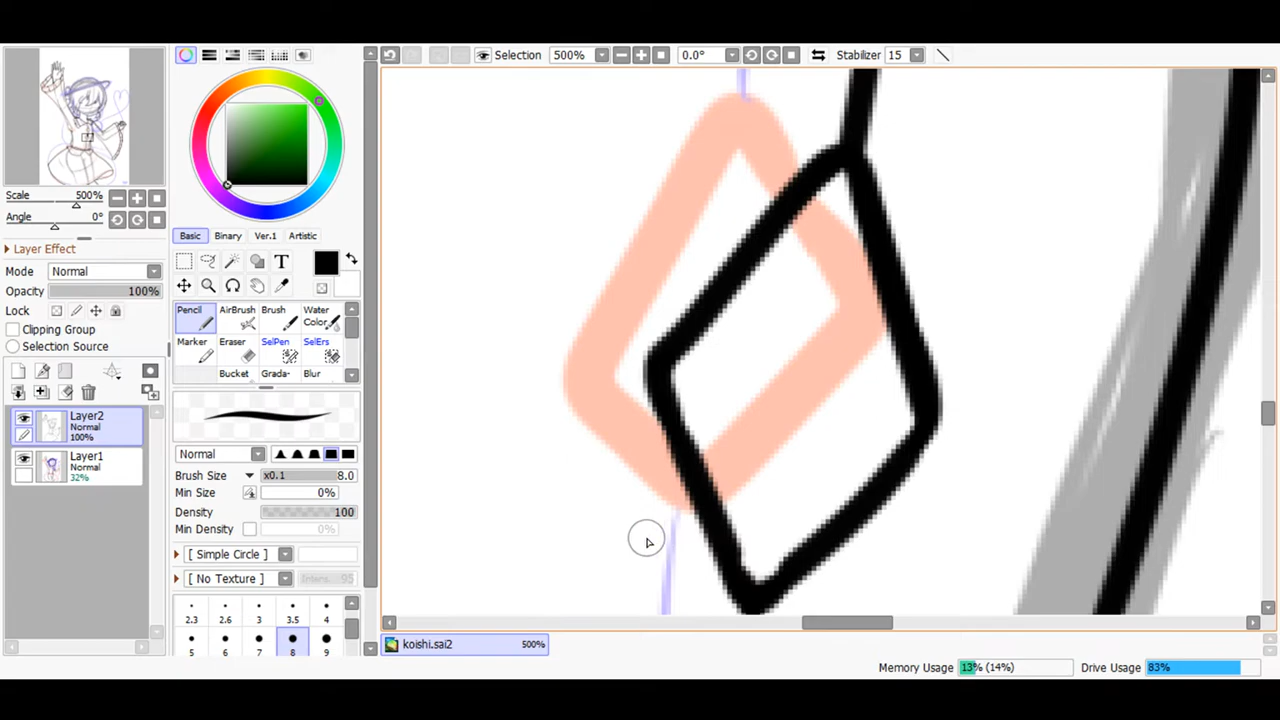 Selection 500% 0.0° Stabilizer 15
Scale 500%
Angle 0°
Layer Effect
Mode Normal
Opacity 100%
Lock
Clipping Group
Selection Source
Layer2
Normal
100%
Layer1
Normal
32%
Basic Binary Ver.1 Artistic
T
Pencil AirBrush Brush Water Color
Marker Eraser SelPen SelErs
Bucket Grada- Blur
Normal
Brush Size x0.1 8.0
Min Size 0%
Density 100
Min Density 0%
[ Simple Circle ]
[ No Texture ] Intens. 95
2.3 2.6 3 3.5 4
5 6 7 8 9
koishi.sai2 500%
Memory Usage 13% (14%) Drive Usage 83%